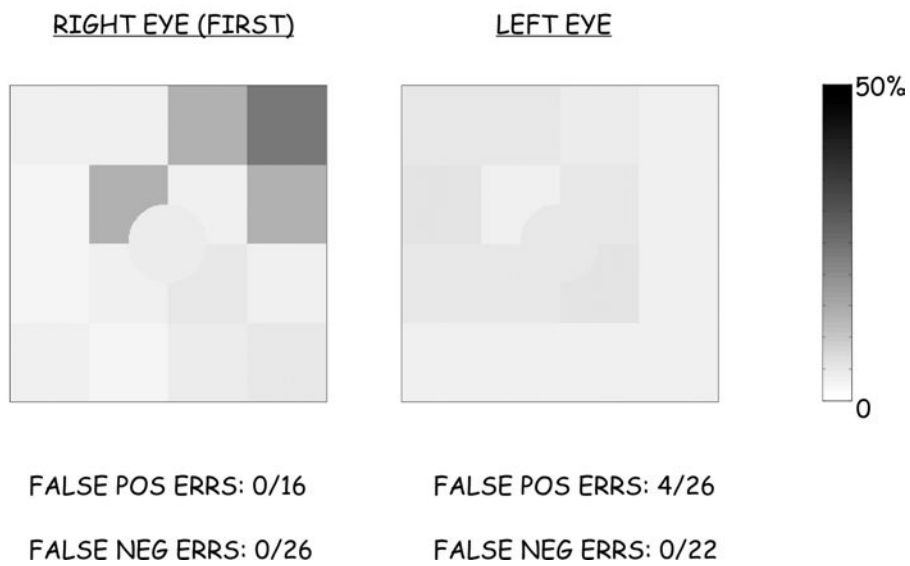 RIGHT EYE (FIRST)
LEFT EYE
50%
0
FALSE POS ERRS: 0/16
FALSE POS ERRS: 4/26
FALSE NEG ERRS: 0/26
FALSE NEG ERRS: 0/22